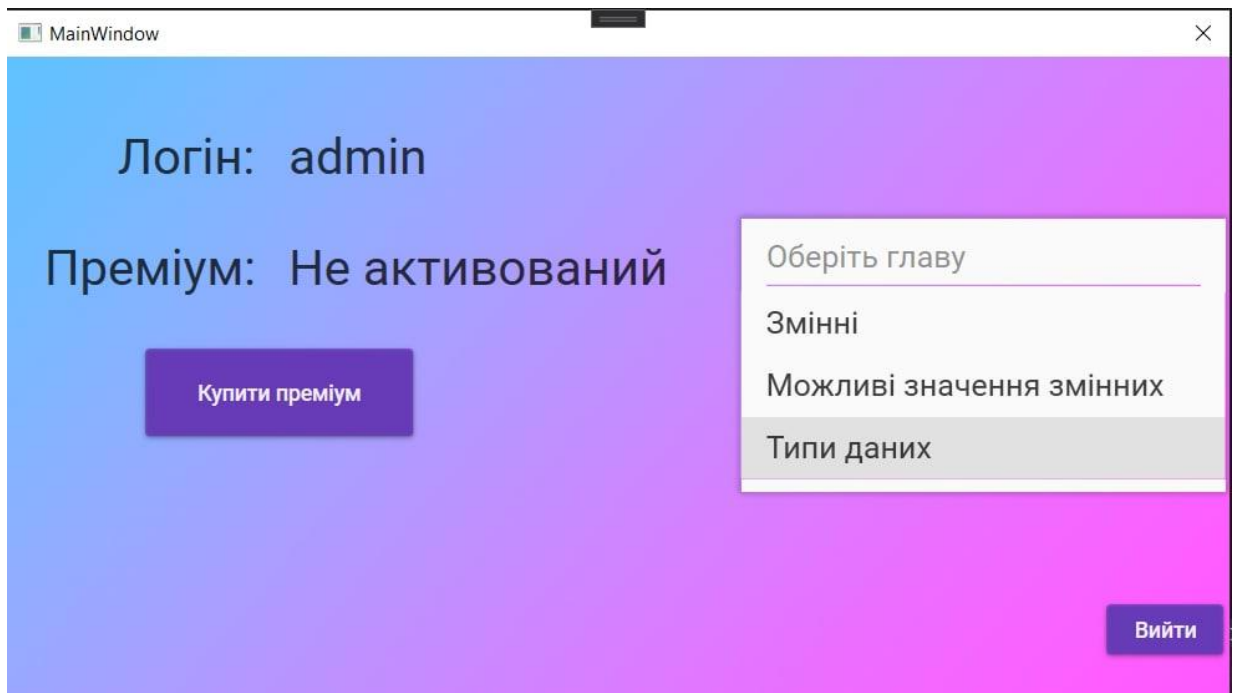 MainWindow
Логін: admin
Преміум: Не активований
Купити преміум
Оберіть главу
Змінні
Можливі значення змінних
Типи даних
Вийти